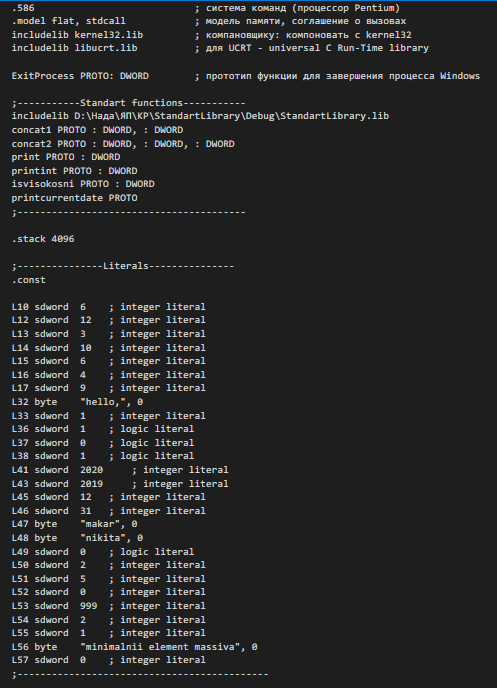 .586 ; система команд (процессор Pentium)
.model flat, stdcall ; модель памяти, соглашение о вызовах
includelib kernel32.lib ; компановщику: компоновать с kernel32
includelib libucrt.lib ; для UCRT - universal C Run-Time library
ExitProcess PROTO: DWORD ; прототип функции для завершения процесса Windows
;-----------Standart functions-----------
includelib D:\Нада\ЯП\КР\StandartLibrary\Debug\StandartLibrary.lib
concat1 PROTO : DWORD, : DWORD
concat2 PROTO : DWORD, : DWORD, : DWORD
print PROTO : DWORD
printint PROTO : DWORD
isvisokosni PROTO : DWORD
printcurrentdate PROTO
;----------------------------------------
.stack 4096
;---------------Literals---------------
.const
L10 sdword 6 ; integer literal
L12 sdword 12 ; integer literal
L13 sdword 3 ; integer literal
L14 sdword 10 ; integer literal
L15 sdword 6 ; integer literal
L16 sdword 4 ; integer literal
L17 sdword 9 ; integer literal
L32 byte "hello,", 0
L33 sdword 1 ; integer literal
L36 sdword 1 ; logic literal
L37 sdword 0 ; logic literal
L38 sdword 1 ; logic literal
L41 sdword 2020 ; integer literal
L43 sdword 2019 ; integer literal
L45 sdword 12 ; integer literal
L46 sdword 31 ; integer literal
L47 byte "makar", 0
L48 byte "nikita", 0
L49 sdword 0 ; logic literal
L50 sdword 2 ; integer literal
L51 sdword 5 ; integer literal
L52 sdword 0 ; integer literal
L53 sdword 999 ; integer literal
L54 sdword 2 ; integer literal
L55 sdword 1 ; integer literal
L56 byte "minimalnii element massiva", 0
L57 sdword 0 ; integer literal
;--------------------------------------------